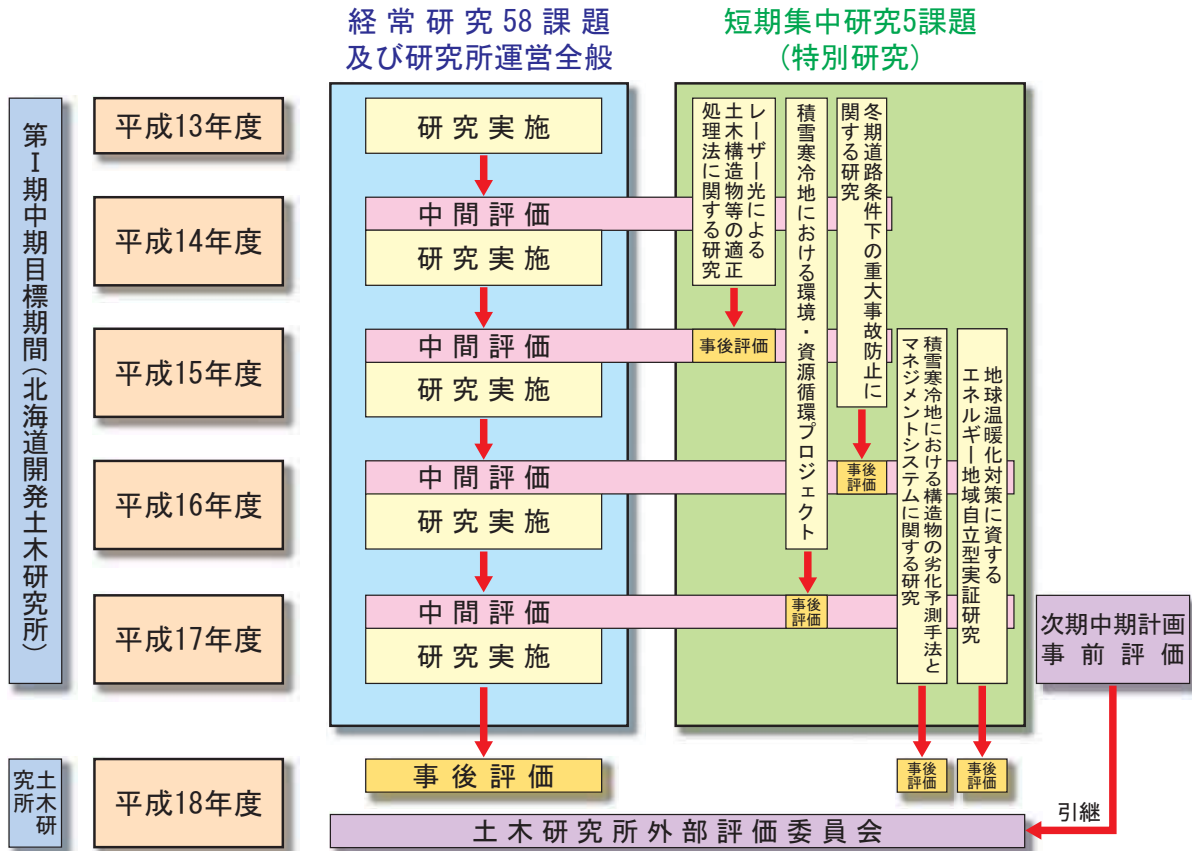 経常研究58課題
及び研究所運営全般
短期集中研究5課題
(特別研究)
第Ⅰ期中期目標期間(北海道開発土木研究所)
平成13年度
平成14年度
平成15年度
平成16年度
平成17年度
土木研
究所
平成18年度
研究実施
中間評価
研究実施
中間評価
研究実施
中間評価
研究実施
中間評価
研究実施
事後評価
レーザー光による
土木構造物等の適正
処理法に関する研究
事後評価
積雪寒冷地における環境・資源循環プロジェクト
事後
評価
冬期道路条件下の重大事故防止に
関する研究
事後
評価
積雪寒冷地における構造物の劣化予測手法と
マネジメントシステムに関する研究
事後
評価
地球温暖化対策に資する
エネルギー地域自立型実証研究
事後
評価
次期中期計画
事前評価
引継
土木研究所外部評価委員会